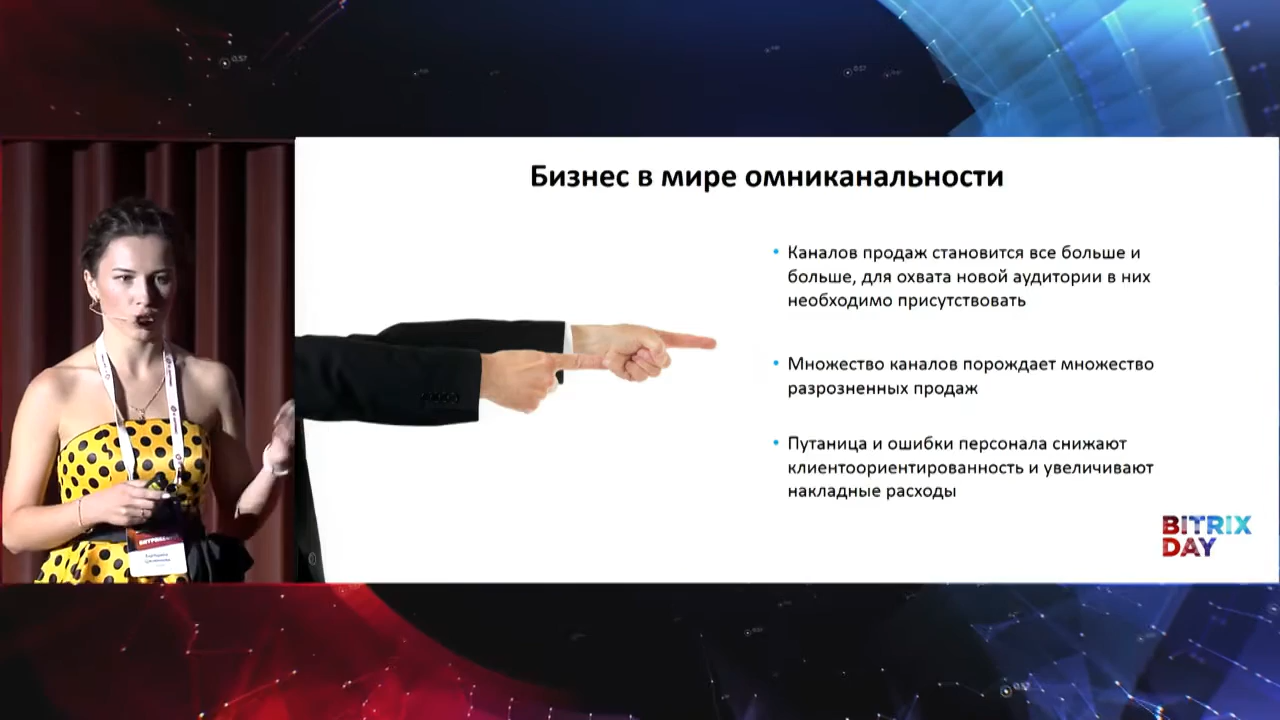 Бизнес в мире омниканальности
• Каналов продаж становится все больше и
больше, для охвата новой аудитории в них
необходимо присутствовать
• Множество каналов порождает множество
разрозненных продаж
• Путаница и ошибки персонала снижают
клиентоориентированность и увеличивают
накладные расходы
BITRIX
DAY